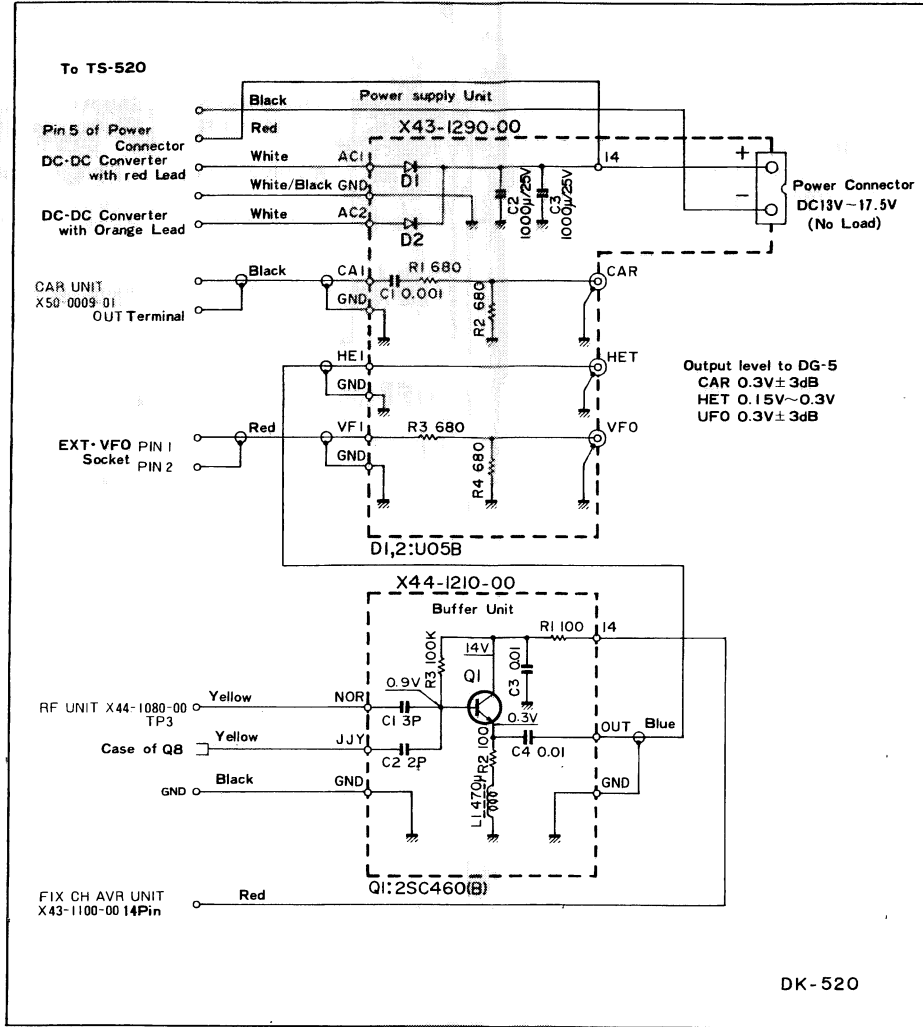 To TS-520
Black
Power supply Unit
Pin 5 of Power
Connector
Red
X43-1290-00
DC-DC Converter
with red Lead
White
AC1
D1
14
+
White/Black GND
C2
1000μ/25V
C3
1000μ/25V
-
Power Connector
DC13V~17.5V
(No Load)
DC-DC Converter
with Orange Lead
White
AC2
D2
CAR UNIT
X50-0009-01
OUT Terminal
Black
CA1
R1 680
C1 0.001
GND
R2 680
CAR
HE1
GND
HET
Output level to DG-5
CAR 0.3V±3dB
HET 0.15V~0.3V
UFO 0.3V±3dB
EXT·VFO PIN 1
Socket PIN 2
Red
VF1
R3 680
GND
R4 680
VFO
D1,2:U05B
X44-1210-00
Buffer Unit
R1 100
14
R3 100K
14V
Q1
C3 0.01
0.9V
RF UNIT X44-1080-00
TP3
Yellow
NOR
C1 3P
0.3V
OUT
Blue
Case of Q8
Yellow
JJY
C2 2P
R2 100
C4 0.01
GND
Black
GND
L1 470μ
GND
Q1:2SC460(B)
FIX CH AVR UNIT
X43-1100-00 14Pin
Red
DK-520